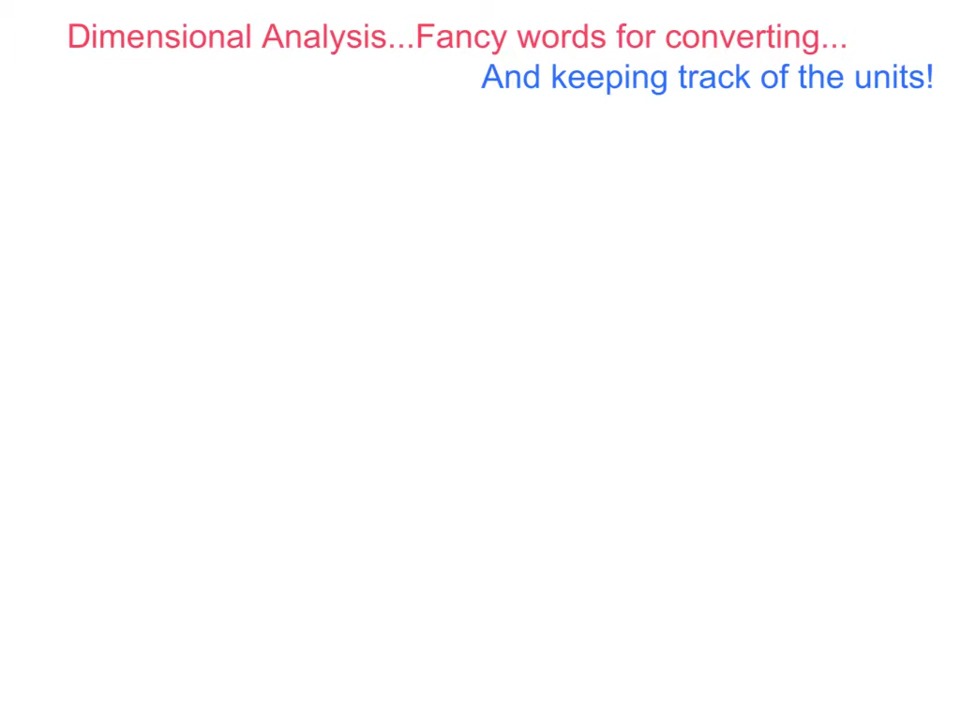 Dimensional Analysis...Fancy words for converting...
And keeping track of the units!